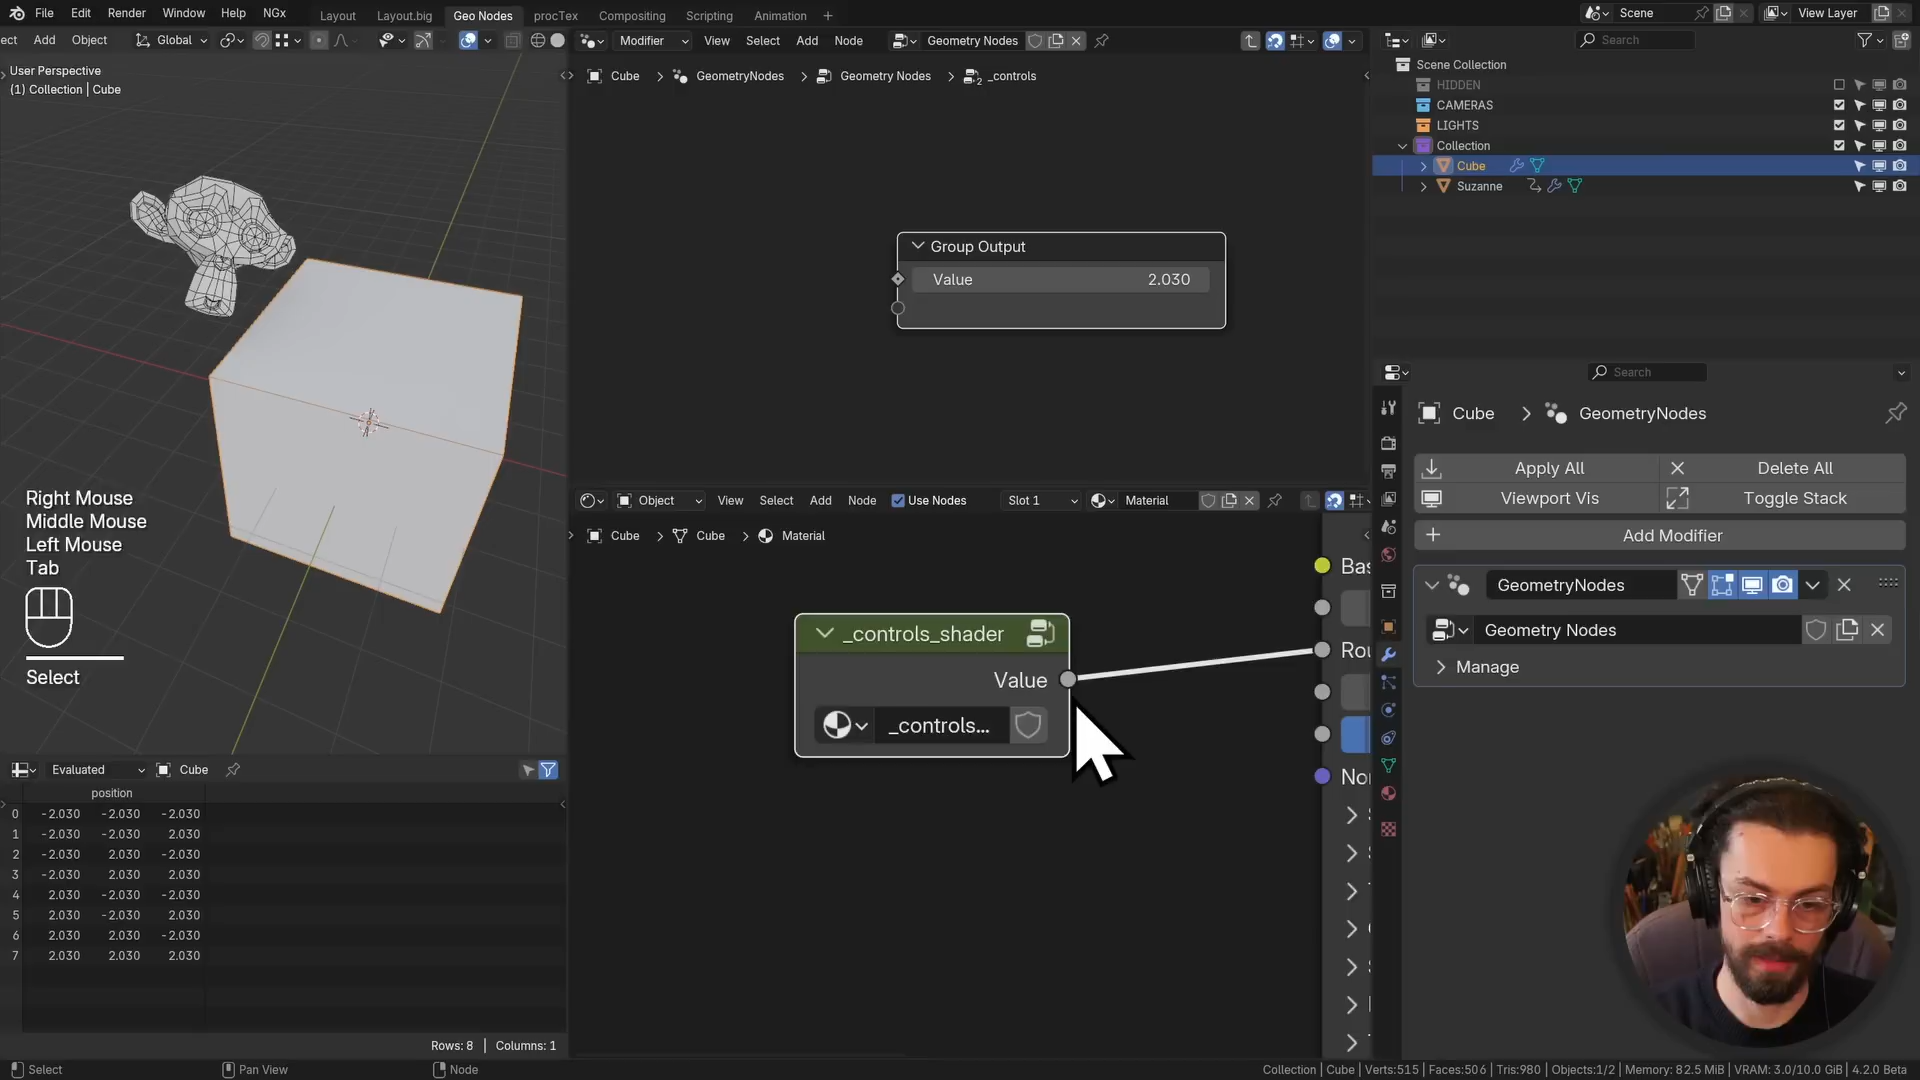 File Edit Render Window Help NGx
Layout Layout.big Geo Nodes procTex Compositing Scripting Animation +
Scene
View Layer
ect Add Object
Global
Modifier View Select Add Node
Geometry Nodes
Search
User Perspective
(1) Collection | Cube
Cube > GeometryNodes > Geometry Nodes > 2 _controls
Scene Collection
HIDDEN
CAMERAS
LIGHTS
Collection
Cube
Suzanne
Group Output
Value 2.030
Search
Cube > GeometryNodes
Apply All
Delete All
Viewport Vis
Toggle Stack
Add Modifier
GeometryNodes
Geometry Nodes
Manage
Right Mouse
Middle Mouse
Left Mouse
Tab
Select
Object View Select Add Node Use Nodes Slot 1 Material
Cube > Cube > Material
_controls_shader
Value
_controls...
Bas
Rou
No
Evaluated Cube
position
0 -2.030 -2.030 -2.030
1 -2.030 -2.030 2.030
2 -2.030 2.030 -2.030
3 -2.030 2.030 2.030
4 2.030 -2.030 -2.030
5 2.030 -2.030 2.030
6 2.030 2.030 -2.030
7 2.030 2.030 2.030
Rows: 8 | Columns: 1
Select
Pan View
Node
Collection | Cube | Verts:515 | Faces:506 | Tris:980 | Objects:1/2 | Memory: 82.5 MiB | VRAM: 3.0/10.0 GiB | 4.2.0 Beta